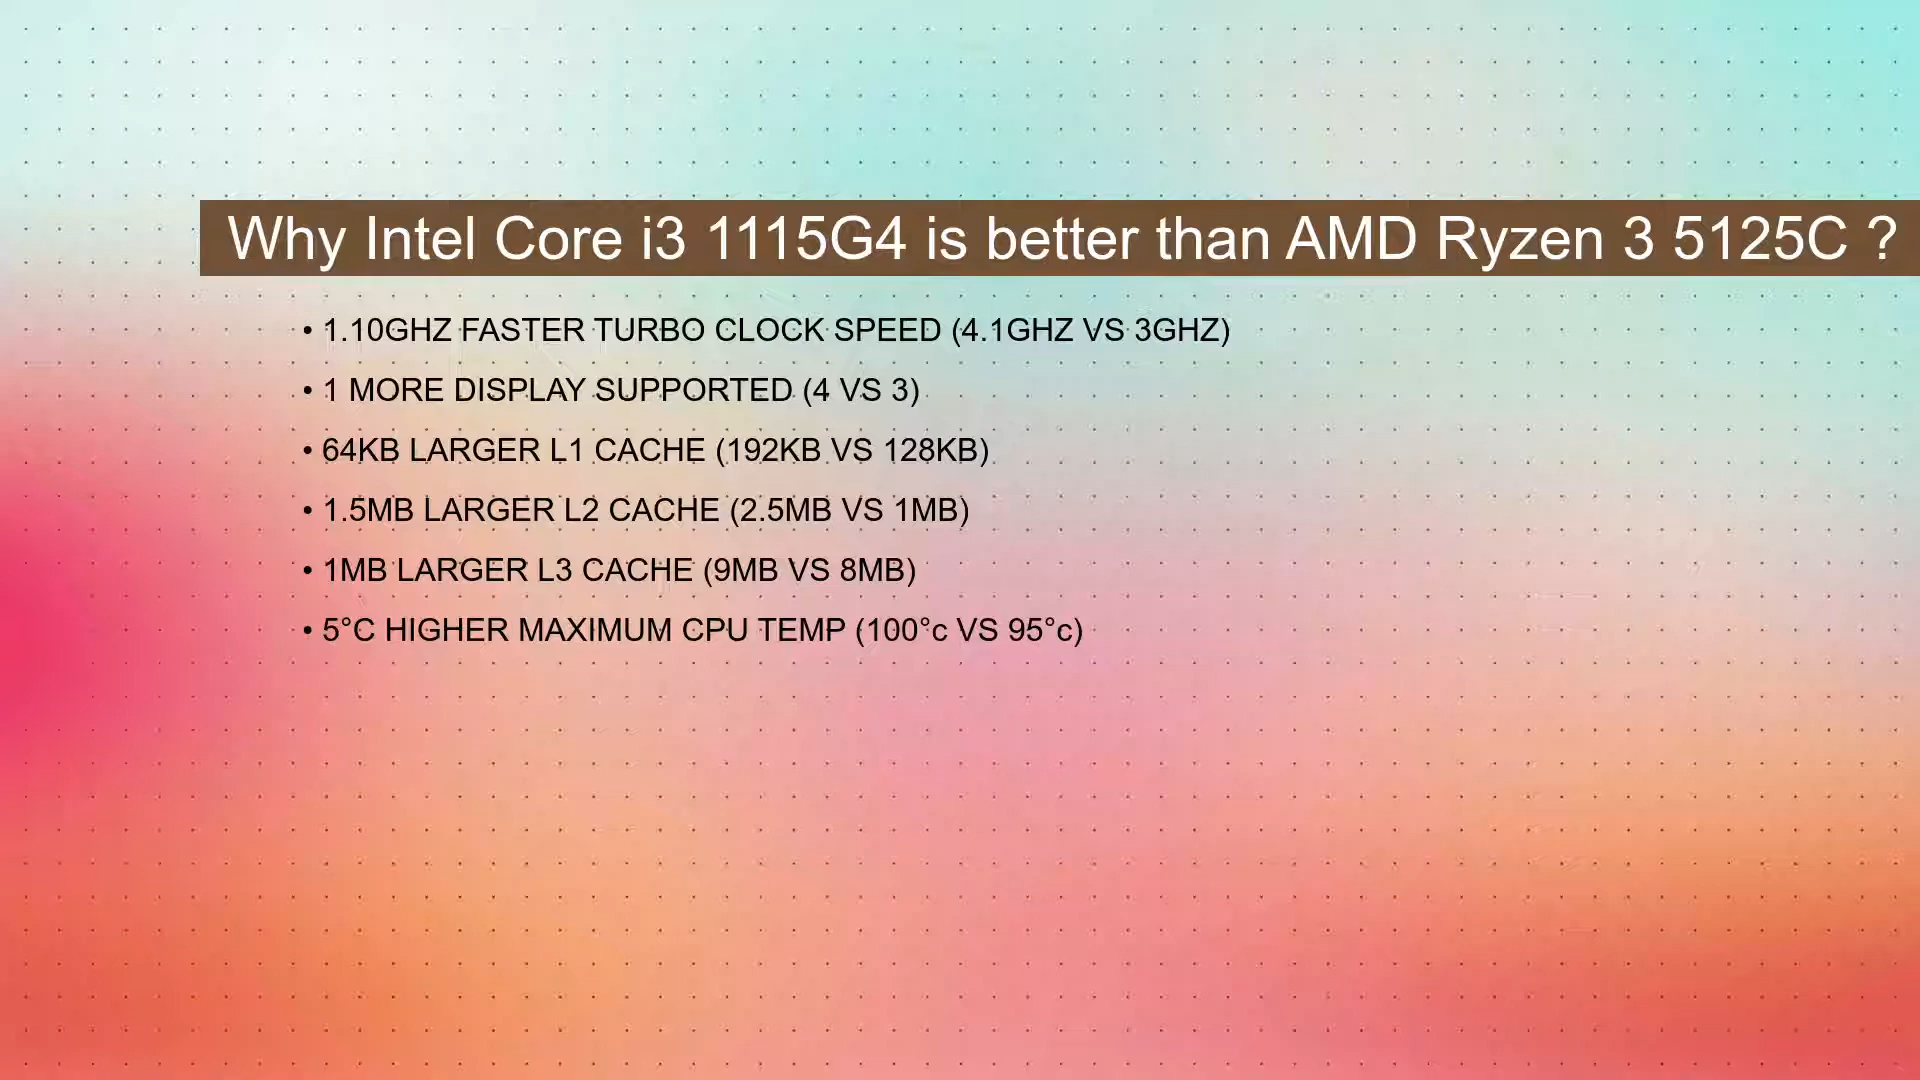 Why Intel Core i3 1115G4 is better than AMD Ryzen 3 5125C ?
• 1.10GHZ FASTER TURBO CLOCK SPEED (4.1GHZ VS 3GHZ)
• 1 MORE DISPLAY SUPPORTED (4 VS 3)
• 64KB LARGER L1 CACHE (192KB VS 128KB)
• 1.5MB LARGER L2 CACHE (2.5MB VS 1MB)
• 1MB LARGER L3 CACHE (9MB VS 8MB)
• 5°C HIGHER MAXIMUM CPU TEMP (100°c VS 95°c)